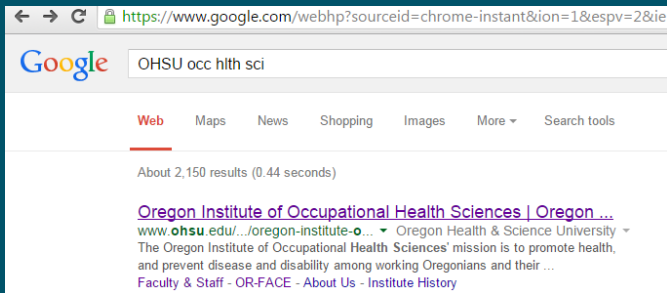 https://www.google.com/webhp?sourceid=chrome-instant&ion=1&espv=2&ie
Google OHSU occ hlth sci
Web Maps News Shopping Images More Search tools
About 2,150 results (0.44 seconds)
Oregon Institute of Occupational Health Sciences | Oregon ...
www.ohsu.edu/.../oregon-institute-o... Oregon Health & Science University
The Oregon Institute of Occupational Health Sciences' mission is to promote health,
and prevent disease and disability among working Oregonians and their ...
Faculty & Staff - OR-FACE - About Us - Institute History